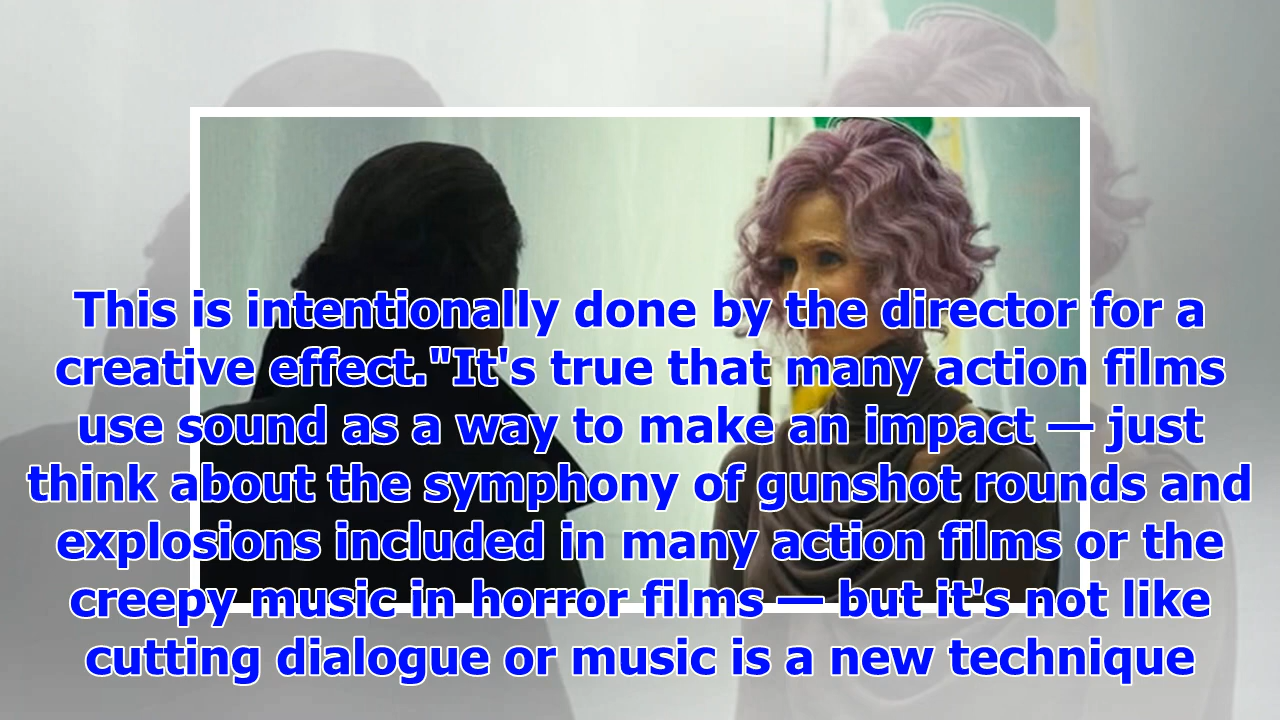 This is intentionally done by the director for a
creative effect."It's true that many action films
use sound as a way to make an impact — just
think about the symphony of gunshot rounds and
explosions included in many action films or the
creepy music in horror films — but it's not like
cutting dialogue or music is a new technique